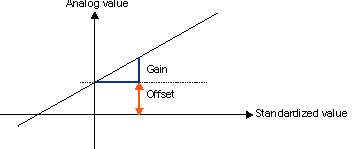 Analog value
Gain
Offset
Standardized value